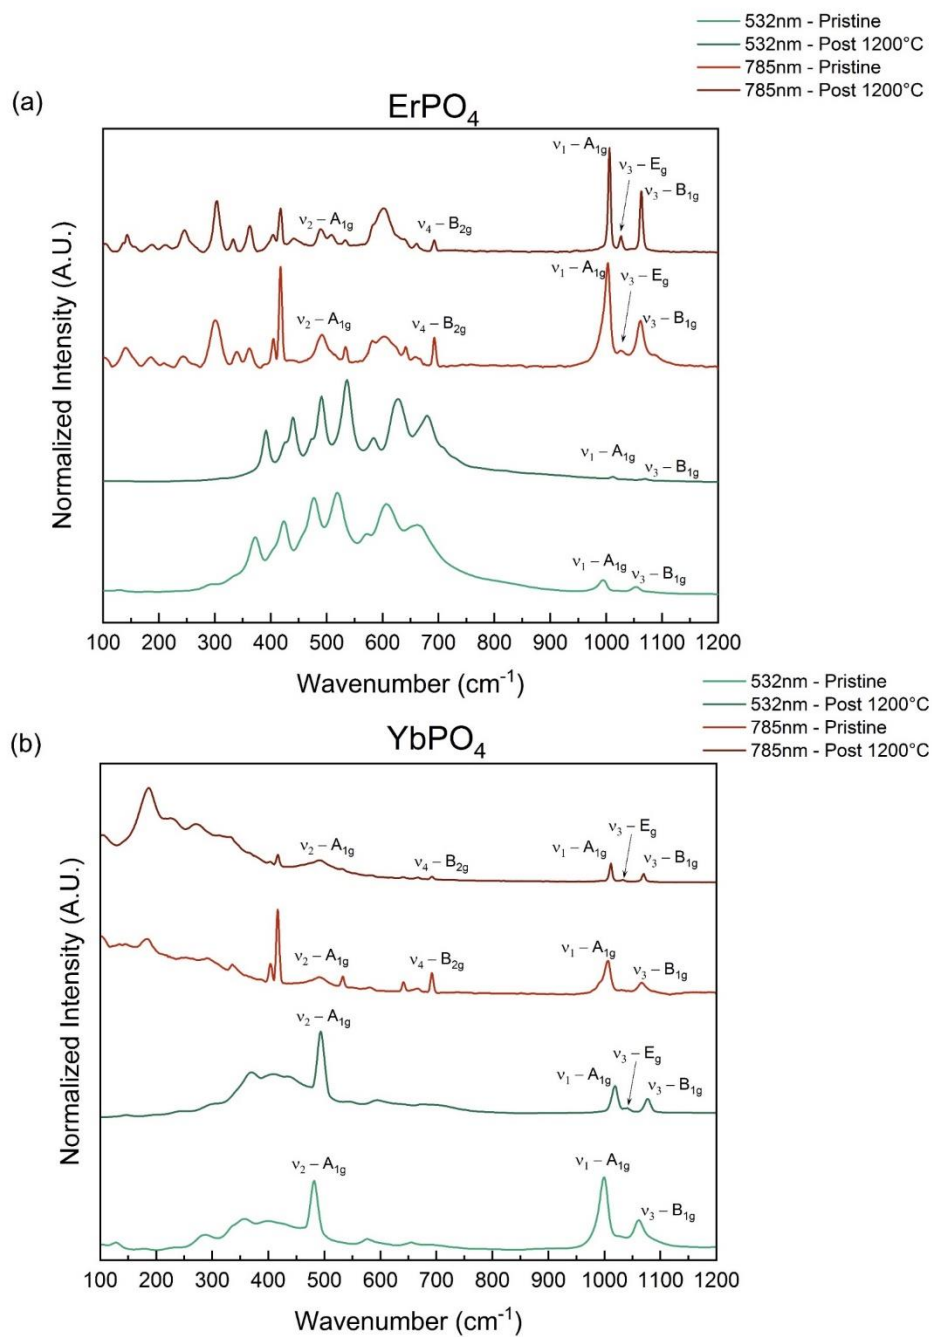 532nm - Pristine
532nm - Post 1200°C
785nm - Pristine
785nm - Post 1200°C
(a)
ErPO₄
ν₁ – A₁g
ν₃ – Eg
ν₃ – B₁g
ν₂ – A₁g
ν₄ – B₂g
ν₁ – A₁g
ν₃ – Eg
ν₃ – B₁g
ν₂ – A₁g
ν₄ – B₂g
ν₁ – A₁g
ν₃ – B₁g
ν₁ – A₁g
ν₃ – B₁g
Normalized Intensity (A.U.)
100 200 300 400 500 600 700 800 900 1000 1100 1200
Wavenumber (cm⁻¹)
532nm - Pristine
532nm - Post 1200°C
785nm - Pristine
785nm - Post 1200°C
(b)
YbPO₄
ν₃ – Eg
ν₂ – A₁g
ν₁ – A₁g
ν₄ – B₂g
ν₃ – B₁g
ν₁ – A₁g
ν₂ – A₁g
ν₄ – B₂g
ν₃ – B₁g
ν₂ – A₁g
ν₃ – Eg
ν₁ – A₁g
ν₃ – B₁g
ν₂ – A₁g
ν₁ – A₁g
ν₃ – B₁g
Normalized Intensity (A.U.)
100 200 300 400 500 600 700 800 900 1000 1100 1200
Wavenumber (cm⁻¹)